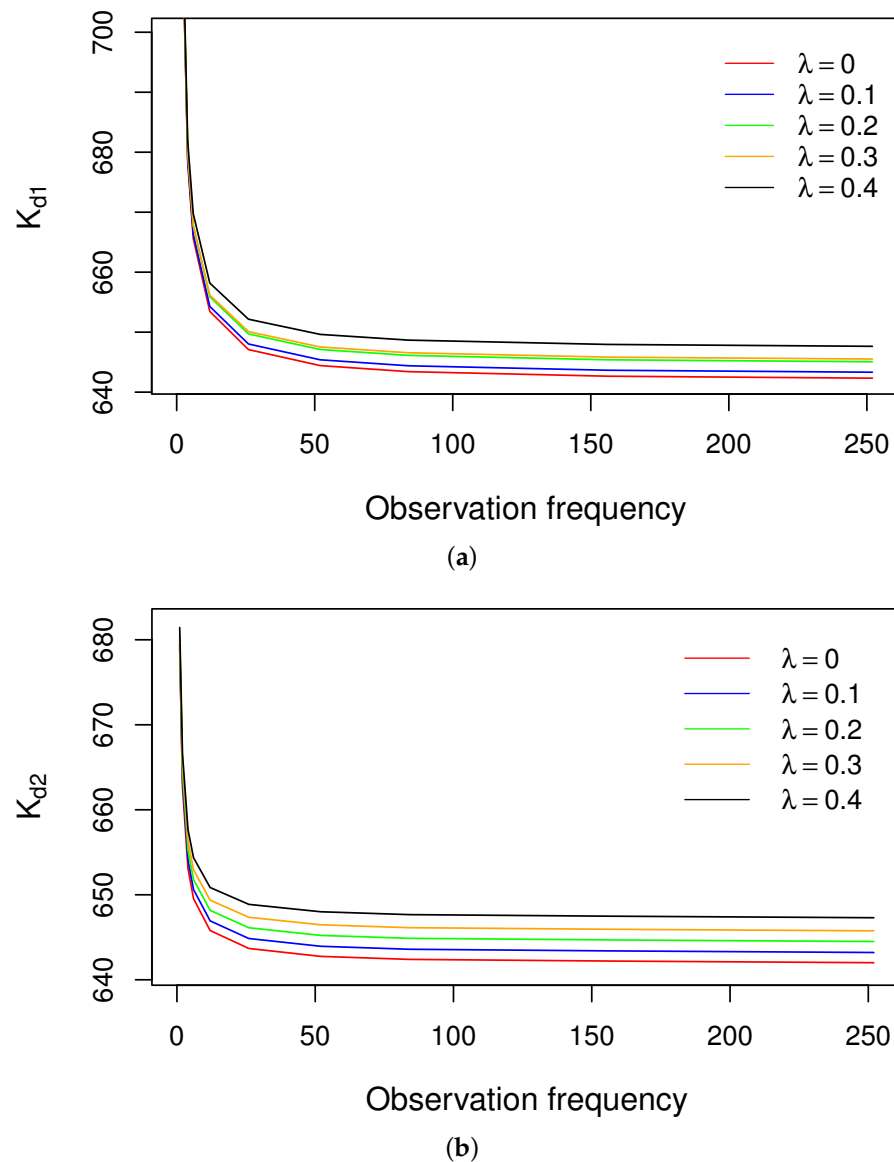 700
680
660
640
K_d1
λ = 0
λ = 0.1
λ = 0.2
λ = 0.3
λ = 0.4
0 50 100 150 200 250
Observation frequency
(a)
680
670
660
650
640
K_d2
λ = 0
λ = 0.1
λ = 0.2
λ = 0.3
λ = 0.4
0 50 100 150 200 250
Observation frequency
(b)